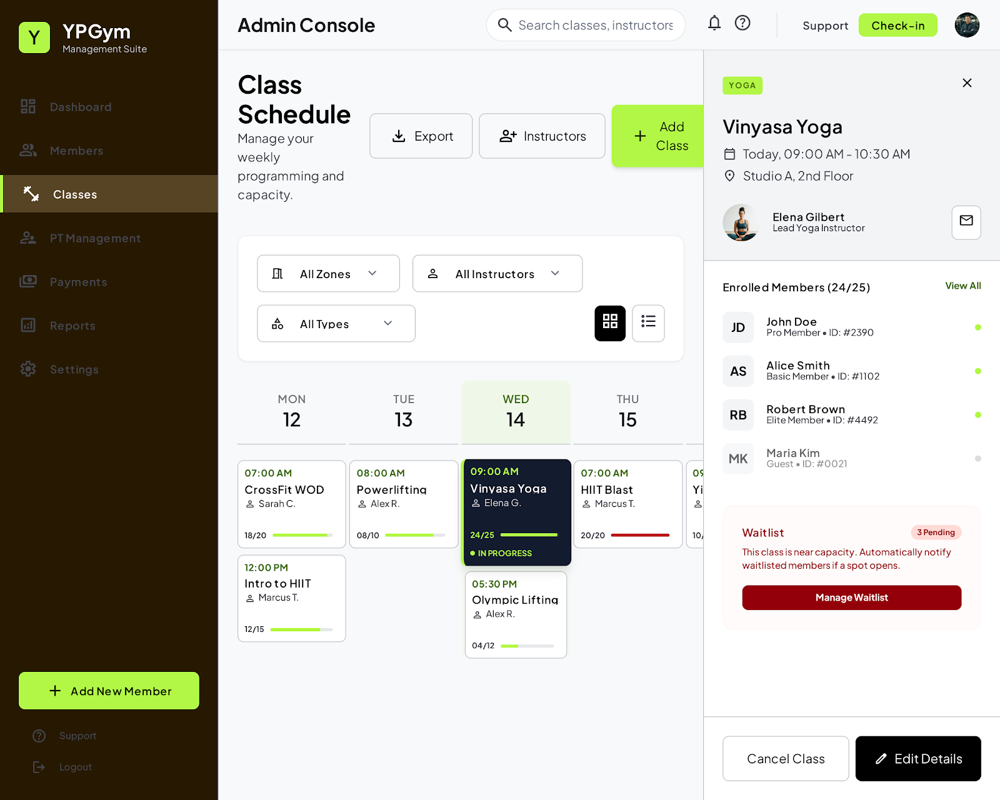 Y
YPGym
Management Suite
Dashboard
Members
Classes
PT Management
Payments
Reports
Settings
Add New Member
Support
Logout
Admin Console
Search classes, instructors
Support
Check-in
Class
Schedule
Manage your
weekly
programming and
capacity.
Export
Instructors
Add
Class
All Zones
All Instructors
All Types
MON
12
TUE
13
WED
14
THU
15
07:00 AM
CrossFit WOD
Sarah C.
18/20
12:00 PM
Intro to HIIT
Marcus T.
12/15
08:00 AM
Powerlifting
Alex R.
08/10
09:00 AM
Vinyasa Yoga
Elena G.
24/25
IN PROGRESS
05:30 PM
Olympic Lifting
Alex R.
04/12
07:00 AM
HIIT Blast
Marcus T.
20/20
09
Yi
10/
YOGA
Vinyasa Yoga
Today, 09:00 AM - 10:30 AM
Studio A, 2nd Floor
Elena Gilbert
Lead Yoga Instructor
Enrolled Members (24/25)
View All
JD
John Doe
Pro Member • ID: #2390
AS
Alice Smith
Basic Member • ID: #1102
RB
Robert Brown
Elite Member • ID: #4492
MK
Maria Kim
Guest • ID: #0021
Waitlist
3 Pending
This class is near capacity. Automatically notify
waitlisted members if a spot opens.
Manage Waitlist
Cancel Class
Edit Details